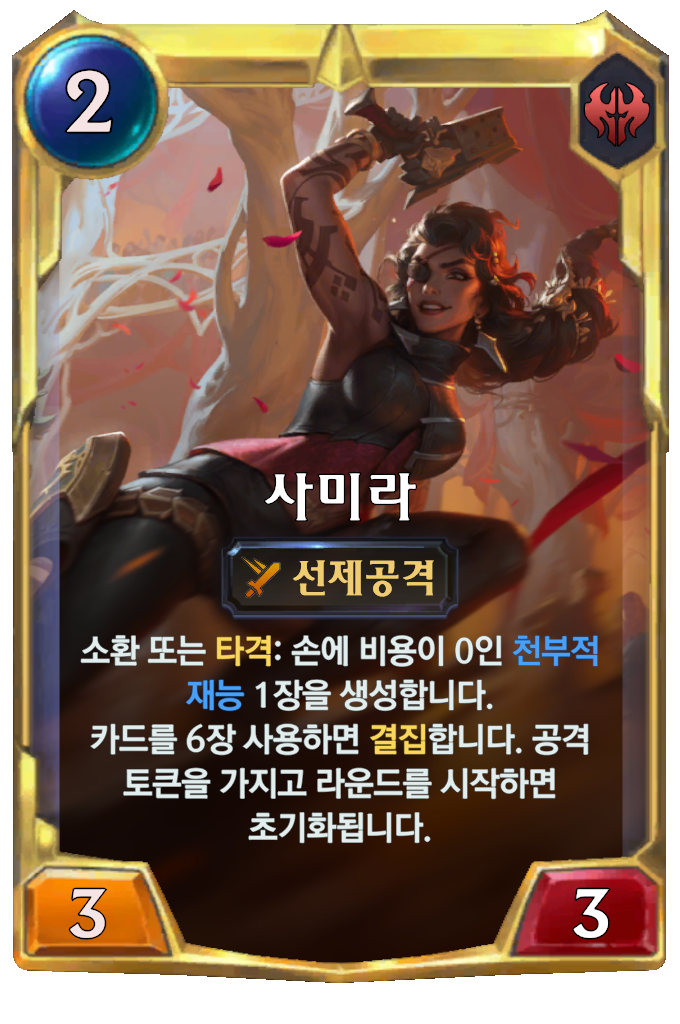 2
사미라
선제공격
소환 또는 타격: 손에 비용이 0인 천부적
재능 1장을 생성합니다.
카드를 6장 사용하면 결집합니다. 공격
토큰을 가지고 라운드를 시작하면
초기화됩니다.
3
3